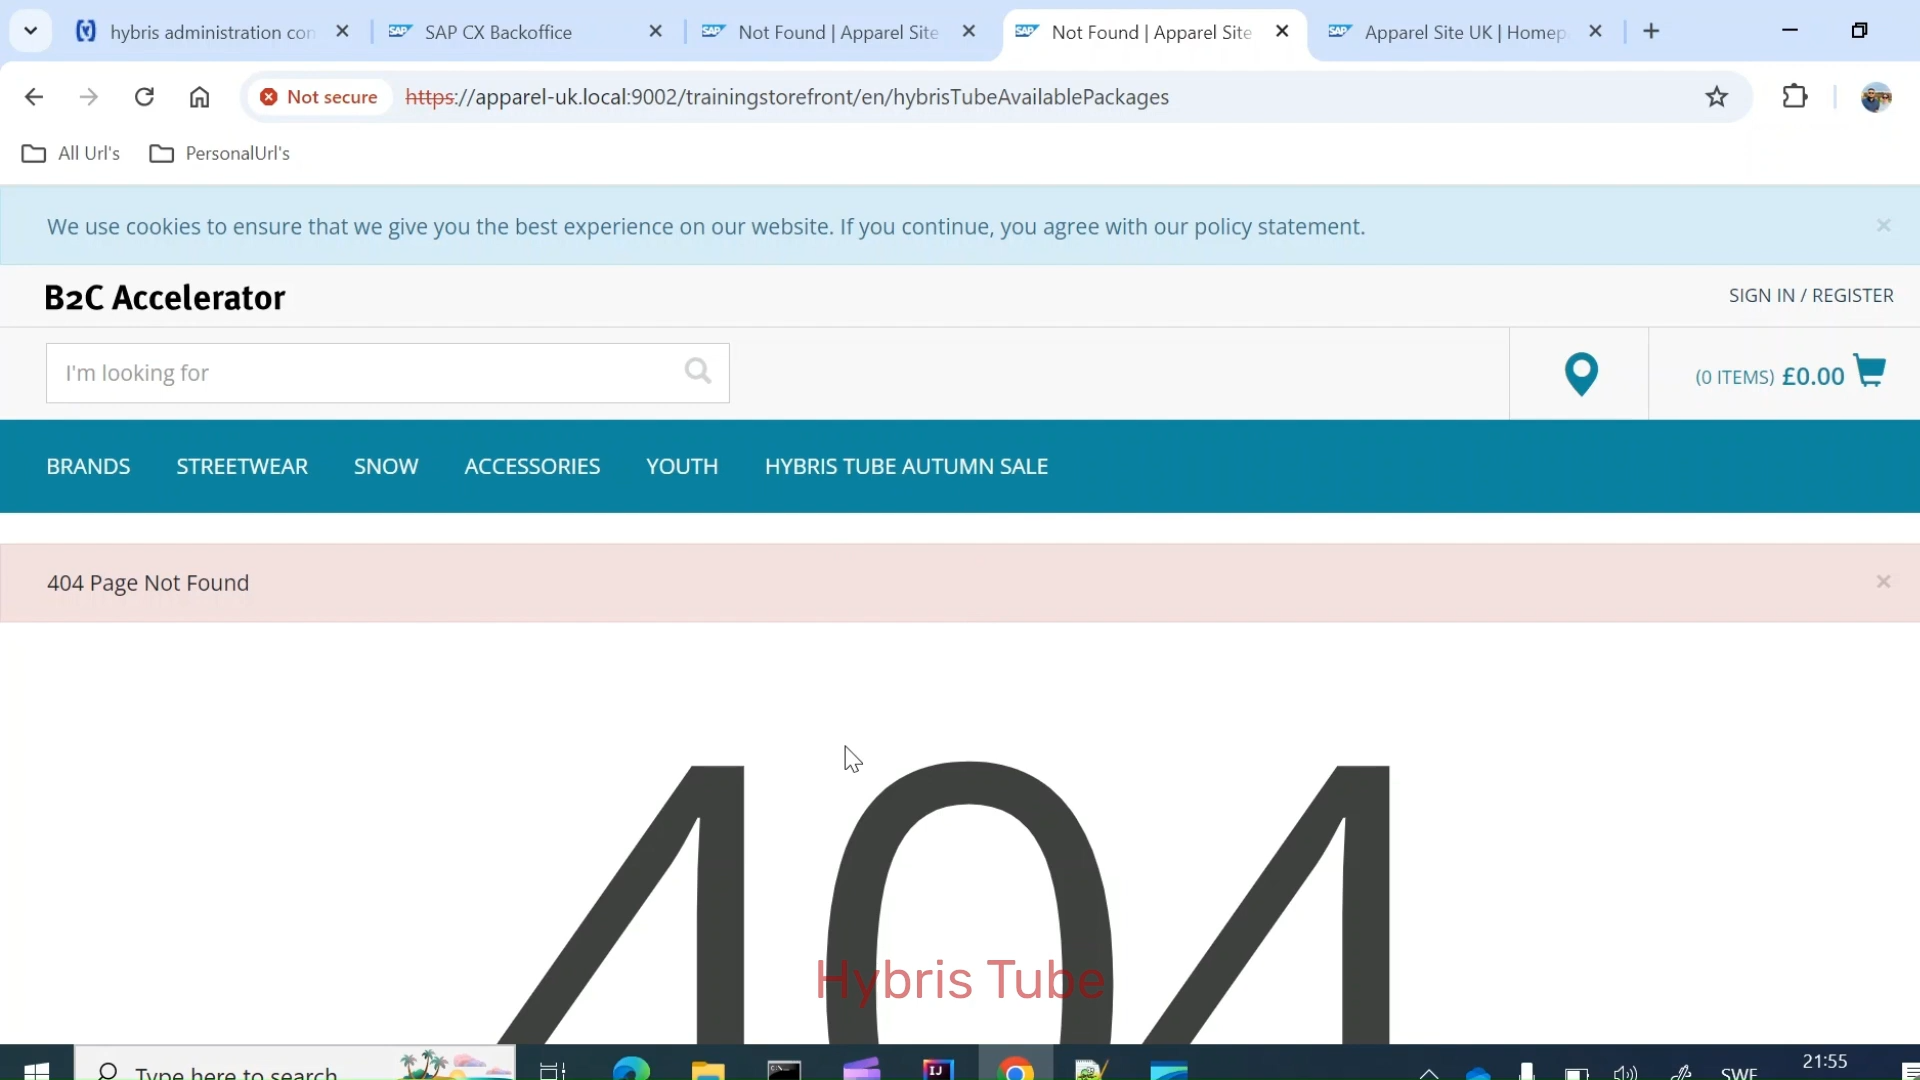 hybris administration con
SAP CX Backoffice
Not Found | Apparel Site
Not Found | Apparel Site
Apparel Site UK | Homep
Not secure
https://apparel-uk.local:9002/trainingstorefront/en/hybrisTubeAvailablePackages
All Url's
PersonalUrl's
We use cookies to ensure that we give you the best experience on our website. If you continue, you agree with our policy statement.
B2C Accelerator
SIGN IN / REGISTER
I'm looking for
(0 ITEMS) £0.00
BRANDS
STREETWEAR
SNOW
ACCESSORIES
YOUTH
HYBRIS TUBE AUTUMN SALE
404 Page Not Found
404
Hybris Tube
Type here to search
IJ
SWE
21:55